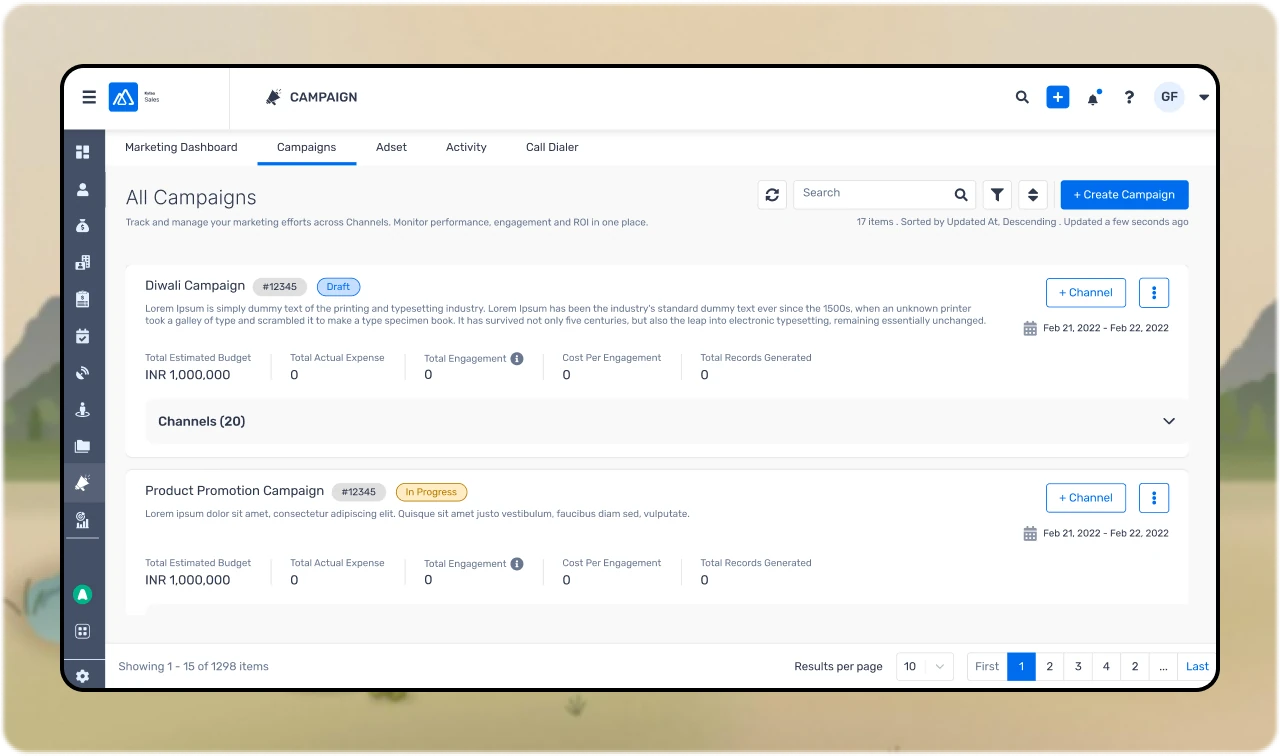 Kylas
Sales
CAMPAIGN
GF
Marketing Dashboard
Campaigns
Adset
Activity
Call Dialer
All Campaigns
Search
+ Create Campaign
Track and manage your marketing efforts across Channels. Monitor performance, engagement and ROI in one place.
17 items . Sorted by Updated At, Descending . Updated a few seconds ago
Diwali Campaign #12345 Draft
+ Channel
Lorem Ipsum is simply dummy text of the printing and typesetting industry. Lorem Ipsum has been the industry's standard dummy text ever since the 1500s, when an unknown printer
took a galley of type and scrambled it to make a type specimen book. It has survived not only five centuries, but also the leap into electronic typesetting, remaining essentially unchanged.
Feb 21, 2022 - Feb 22, 2022
Total Estimated Budget
INR 1,000,000
Total Actual Expense
0
Total Engagement
0
Cost Per Engagement
0
Total Records Generated
0
Channels (20)
Product Promotion Campaign #12345 In Progress
+ Channel
Lorem ipsum dolor sit amet, consectetur adipiscing elit. Quisque sit amet justo vestibulum, faucibus diam sed, vulputate.
Feb 21, 2022 - Feb 22, 2022
Total Estimated Budget
INR 1,000,000
Total Actual Expense
0
Total Engagement
0
Cost Per Engagement
0
Total Records Generated
0
Showing 1 - 15 of 1298 items
Results per page 10
First 1 2 3 4 2 ... Last